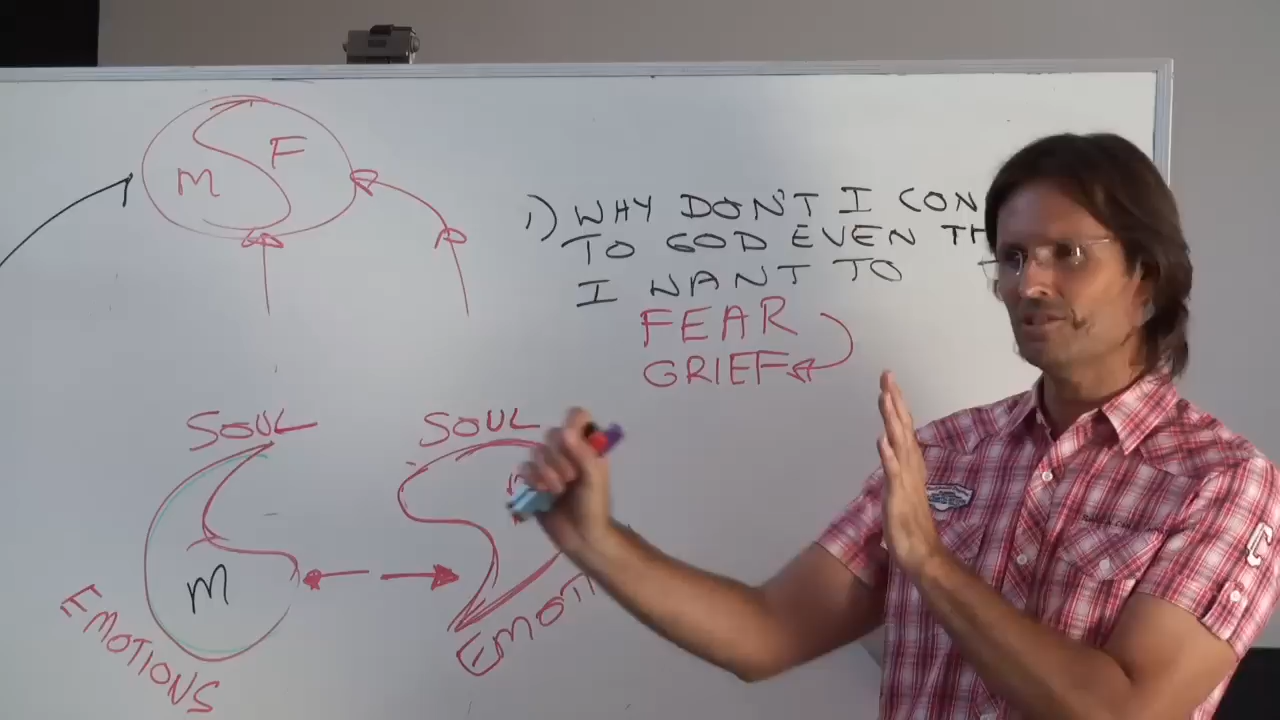 M F
1) WHY DON'T I CON
TO GOD EVEN TH
I WANT TO
FEAR
GRIEF
SOUL SOUL
M
EMOTIONS EMOTI